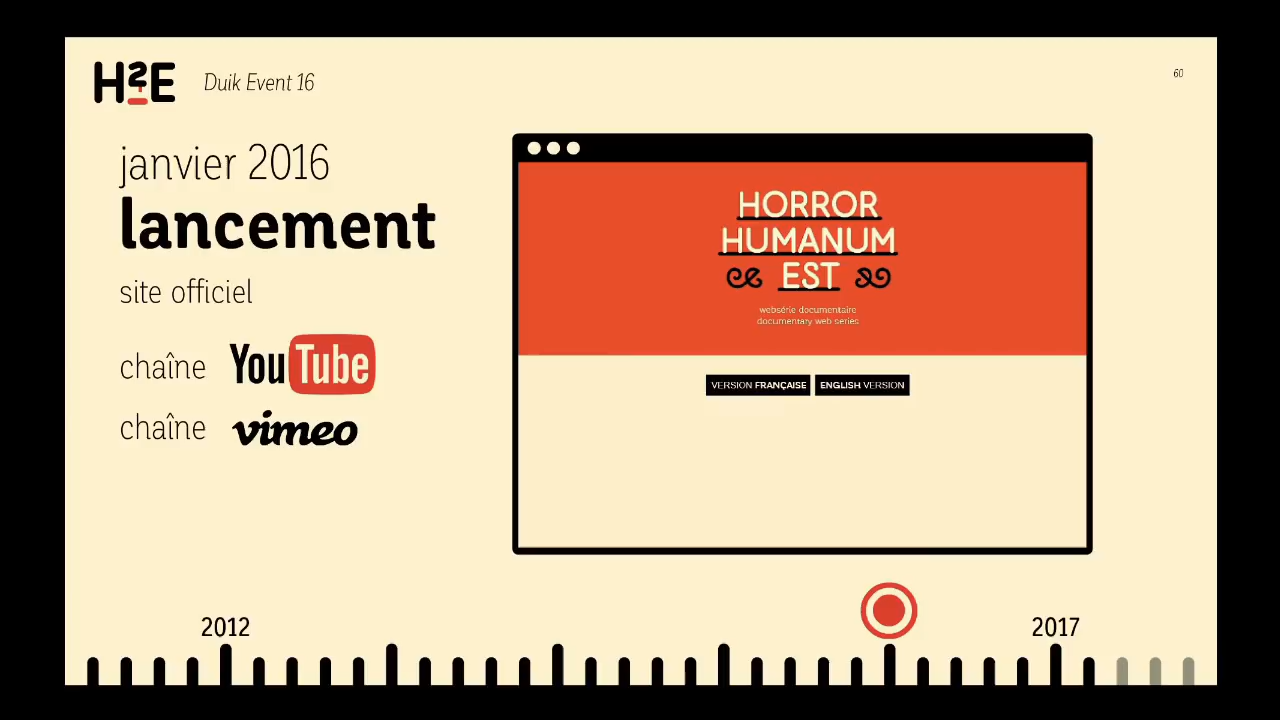 H2E
Duik Event 16
60
janvier 2016
lancement
site officiel
chaîne YouTube
chaîne vimeo
HORROR
HUMANUM
EST
websérie documentaire
documentary web series
VERSION FRANÇAISE
ENGLISH VERSION
2012
2017